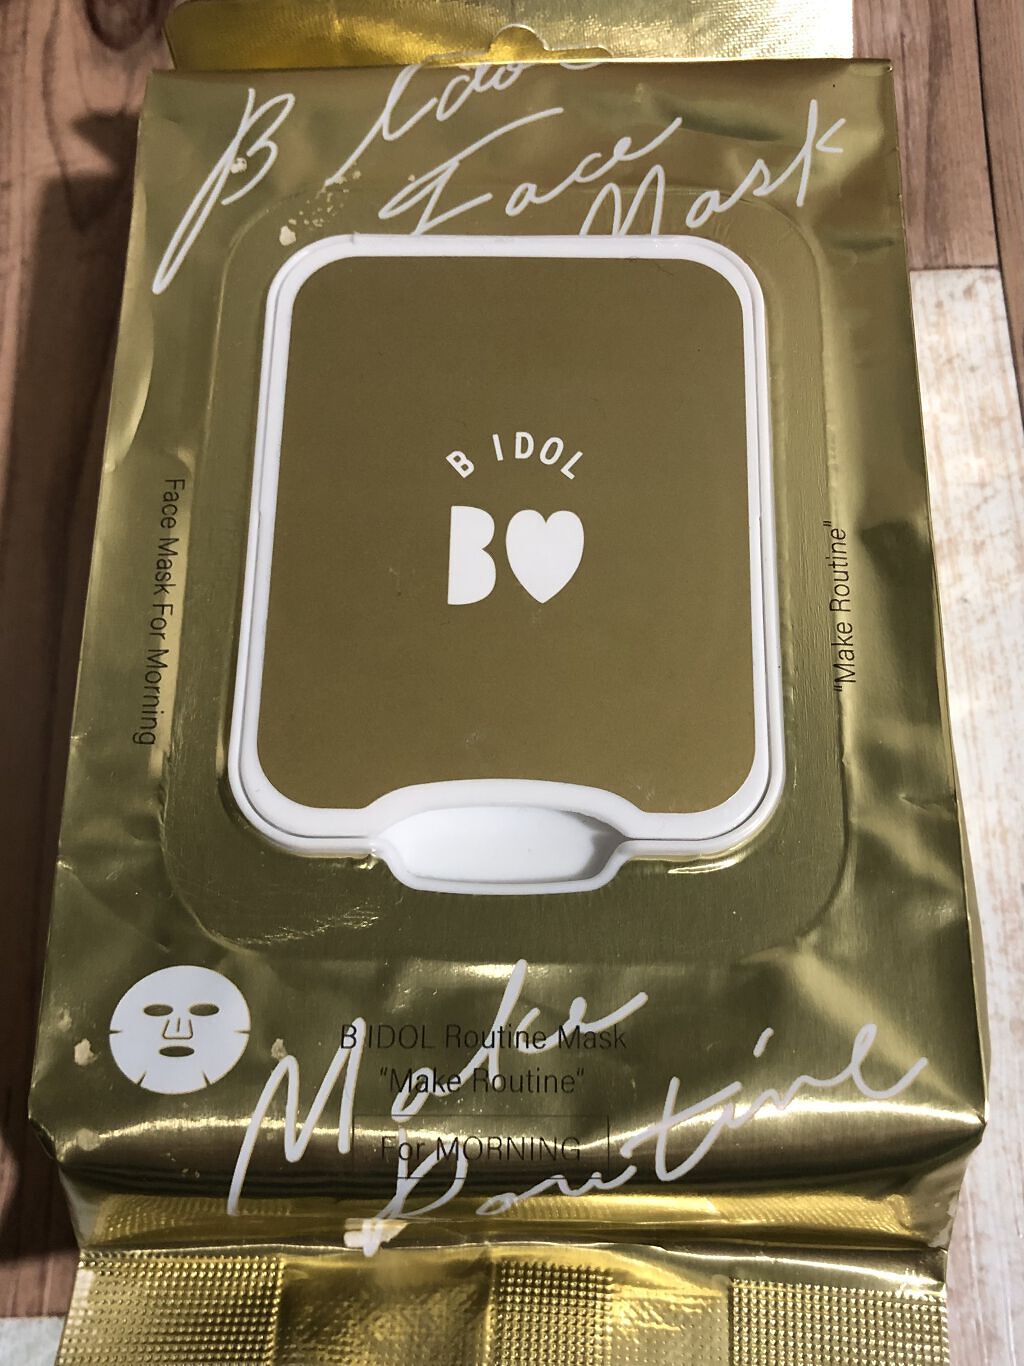 B Idol
Face
Mask
B IDOL
B
Face Mask For Morning
"Make Routine"
B IDOL Routine Mask
"Make Routine"
For MORNING
Make
Routine